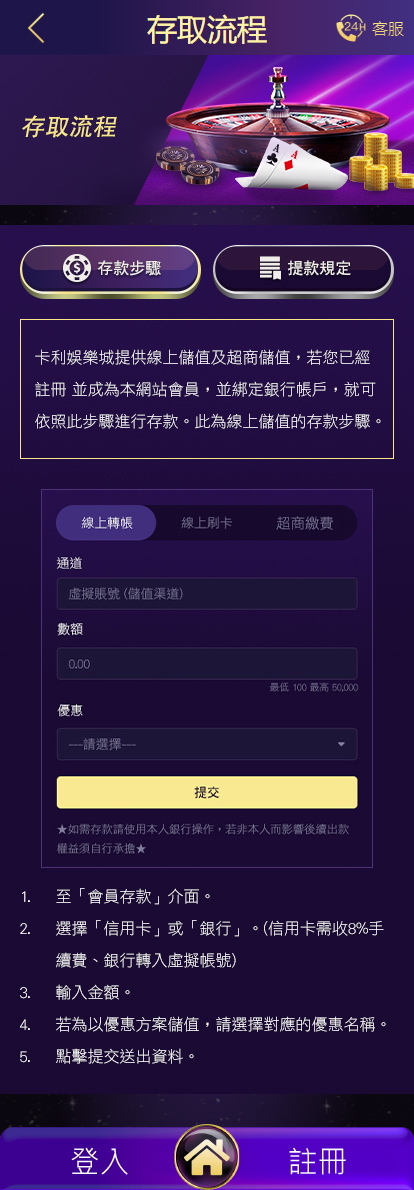 存取流程
24H 客服
存取流程
存款步驟
提款規定
卡利娛樂城提供線上儲值及超商儲值，若您已經
註冊 並成為本網站會員，並綁定銀行帳戶，就可
依照此步驟進行存款。此為線上儲值的存款步驟。
線上轉帳 線上刷卡 超商繳費
通道
虛擬賬號 (儲值渠道)
數額
0.00
最低 100 最高 50,000
優惠
---請選擇---
提交
★如需存款請使用本人銀行操作，若非本人而影響後續出款
權益須自行承擔★
1. 至「會員存款」介面。
2. 選擇「信用卡」或「銀行」。(信用卡需收8%手
續費、銀行轉入虛擬帳號)
3. 輸入金額。
4. 若為以優惠方案儲值，請選擇對應的優惠名稱。
5. 點擊提交送出資料。
登入 註冊